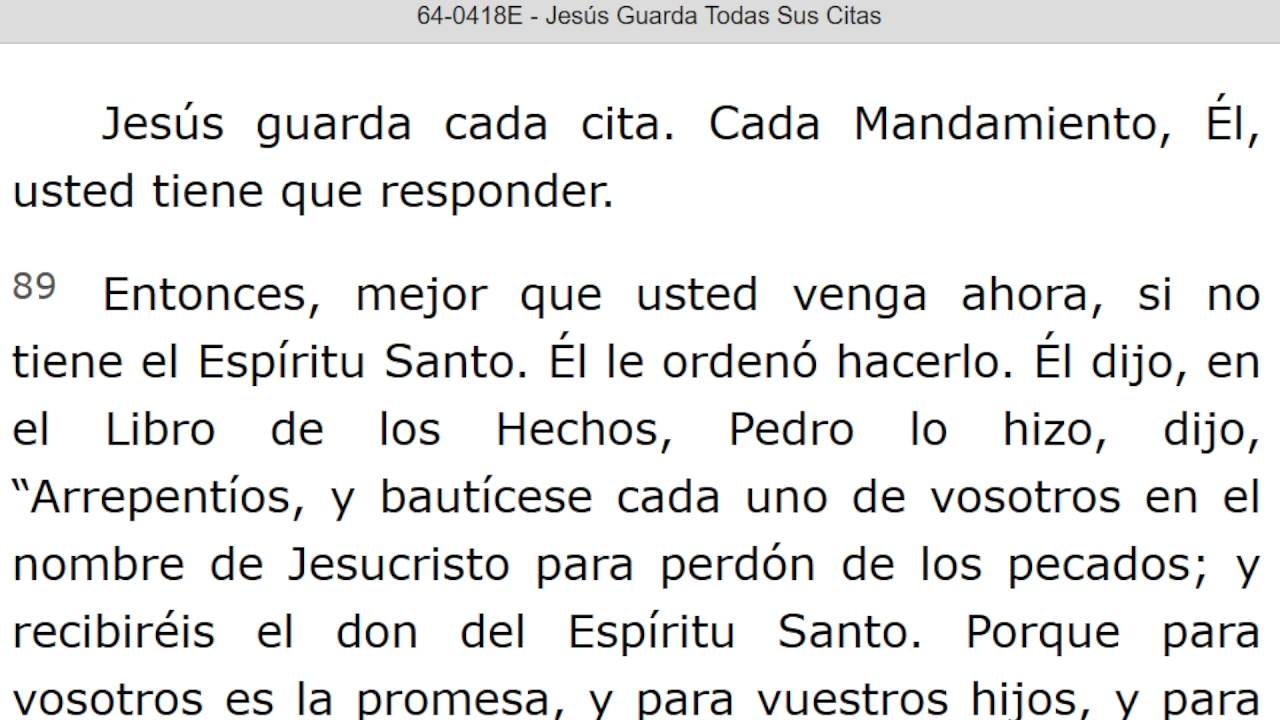 64-0418E - Jesús Guarda Todas Sus Citas
Jesús guarda cada cita. Cada Mandamiento, Él,
usted tiene que responder.
89 Entonces, mejor que usted venga ahora, si no
tiene el Espíritu Santo. Él le ordenó hacerlo. Él dijo, en
el Libro de los Hechos, Pedro lo hizo, dijo,
“Arrepentíos, y bautícese cada uno de vosotros en el
nombre de Jesucristo para perdón de los pecados; y
recibiréis el don del Espíritu Santo. Porque para
vosotros es la promesa, y para vuestros hijos, y para